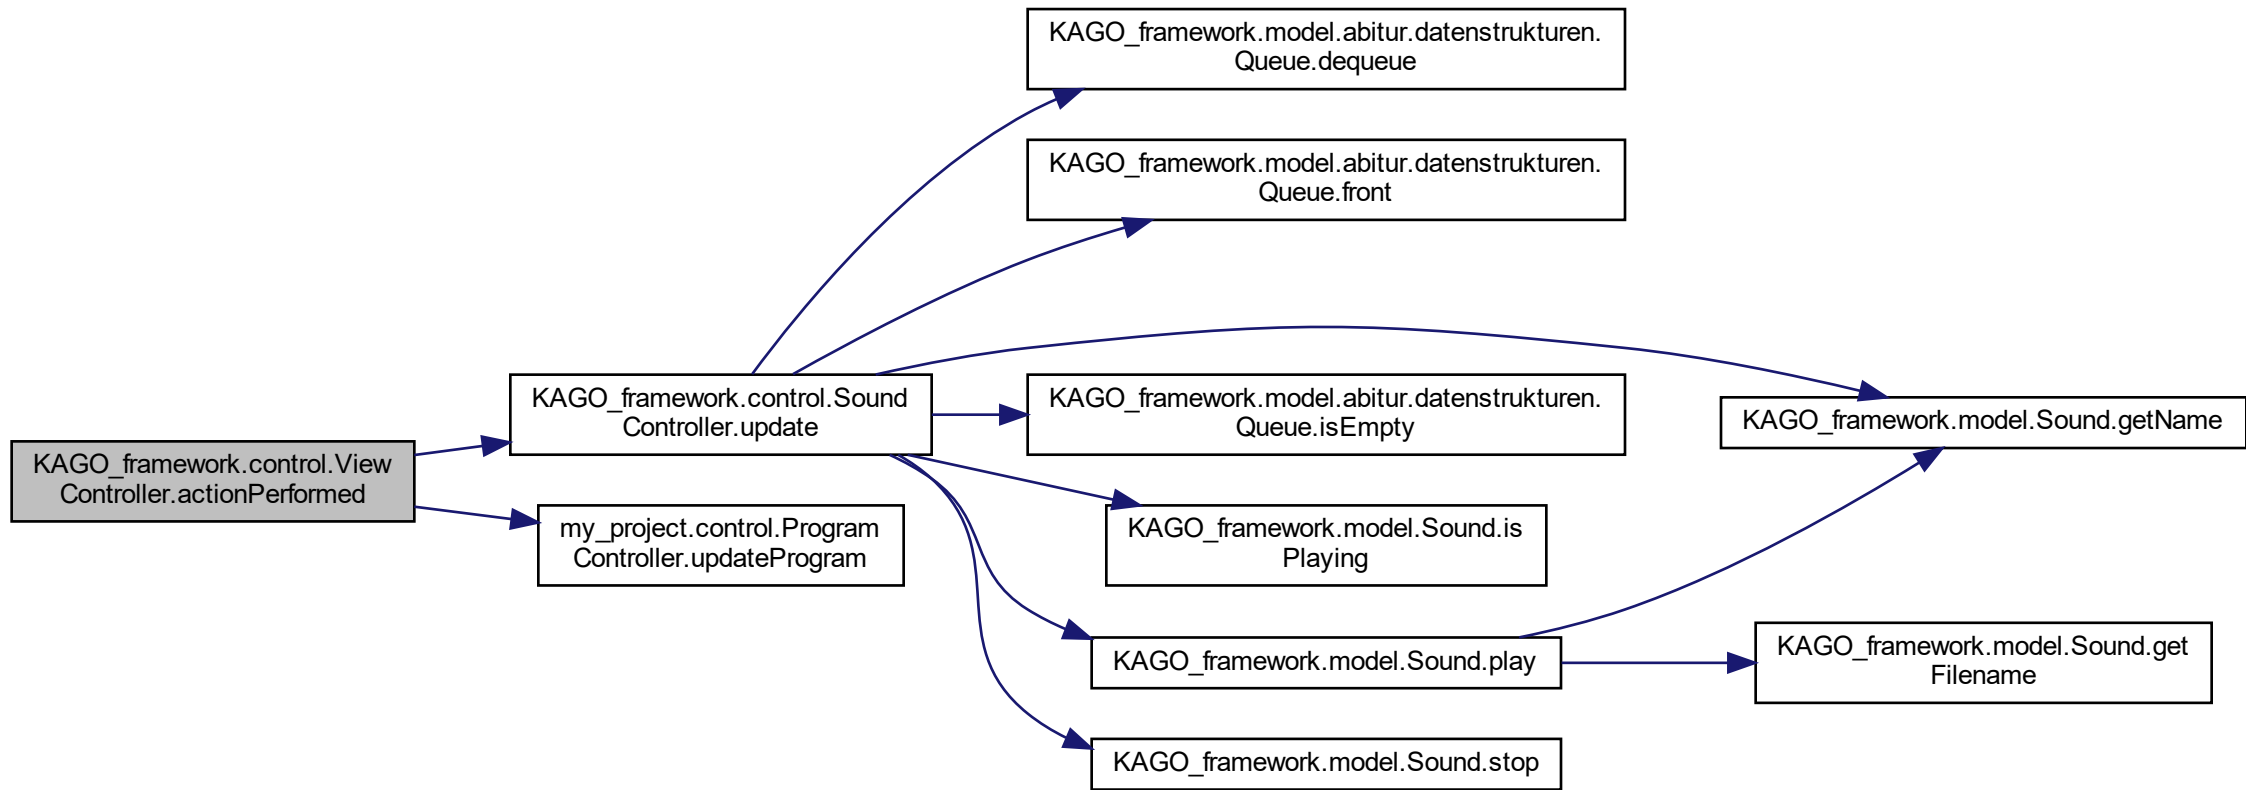 KAGO_framework.control.View
Controller.actionPerformed
KAGO_framework.control.Sound
Controller.update
my_project.control.Program
Controller.updateProgram
KAGO_framework.model.abitur.datenstrukturen.
Queue.dequeue
KAGO_framework.model.abitur.datenstrukturen.
Queue.front
KAGO_framework.model.abitur.datenstrukturen.
Queue.isEmpty
KAGO_framework.model.Sound.is
Playing
KAGO_framework.model.Sound.play
KAGO_framework.model.Sound.stop
KAGO_framework.model.Sound.getName
KAGO_framework.model.Sound.get
Filename